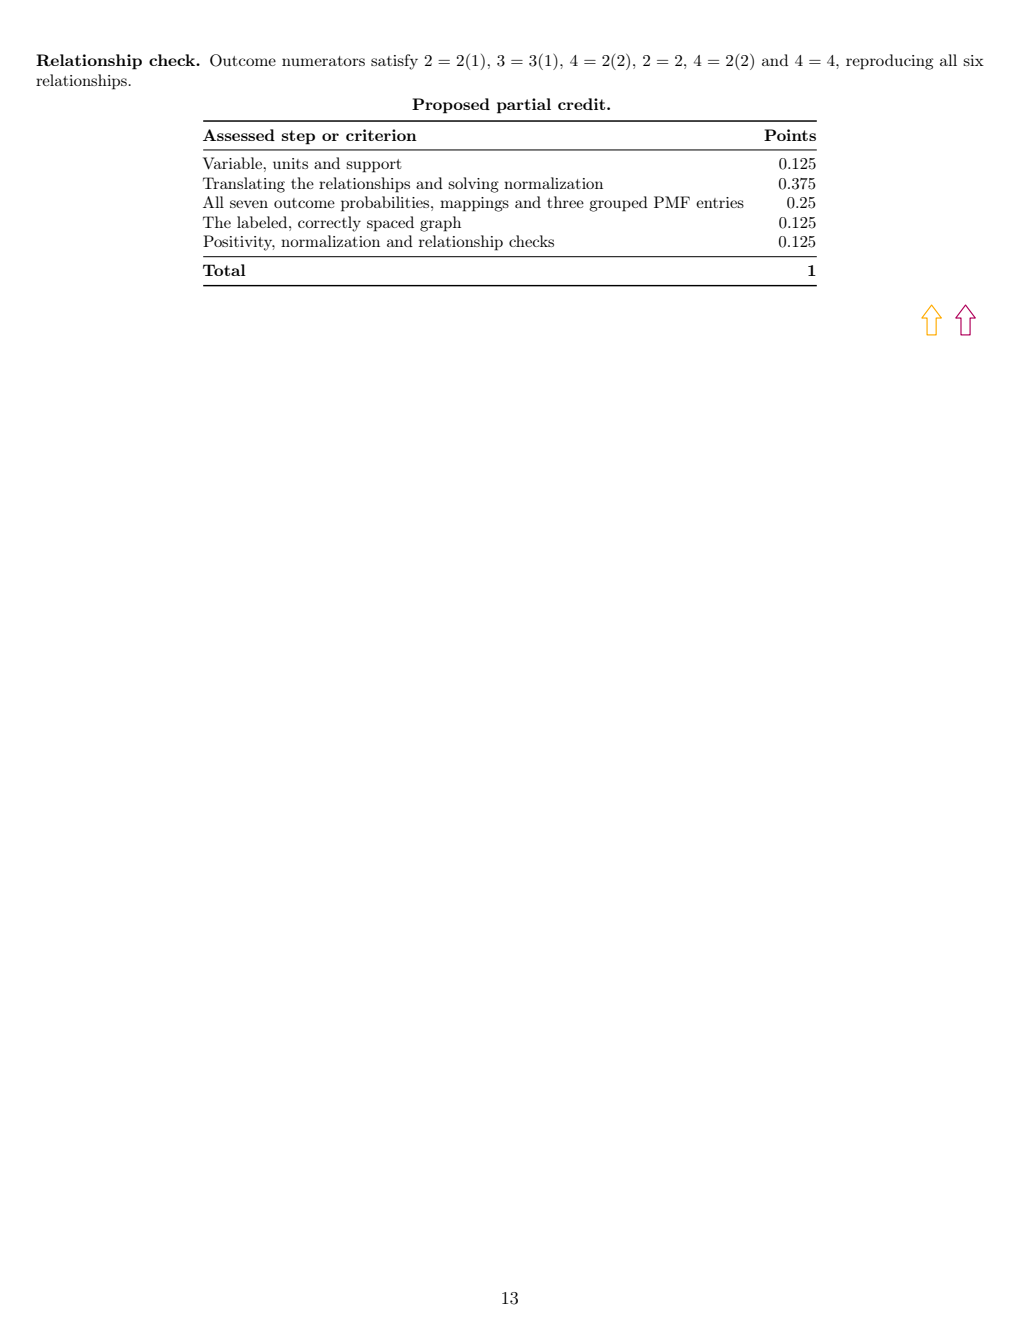 Relationship check. Outcome numerators satisfy 2 = 2(1), 3 = 3(1), 4 = 2(2), 2 = 2, 4 = 2(2) and 4 = 4, reproducing all six
relationships.
Proposed partial credit.
Assessed step or criterion Points
Variable, units and support 0.125
Translating the relationships and solving normalization 0.375
All seven outcome probabilities, mappings and three grouped PMF entries 0.25
The labeled, correctly spaced graph 0.125
Positivity, normalization and relationship checks 0.125
Total 1
13